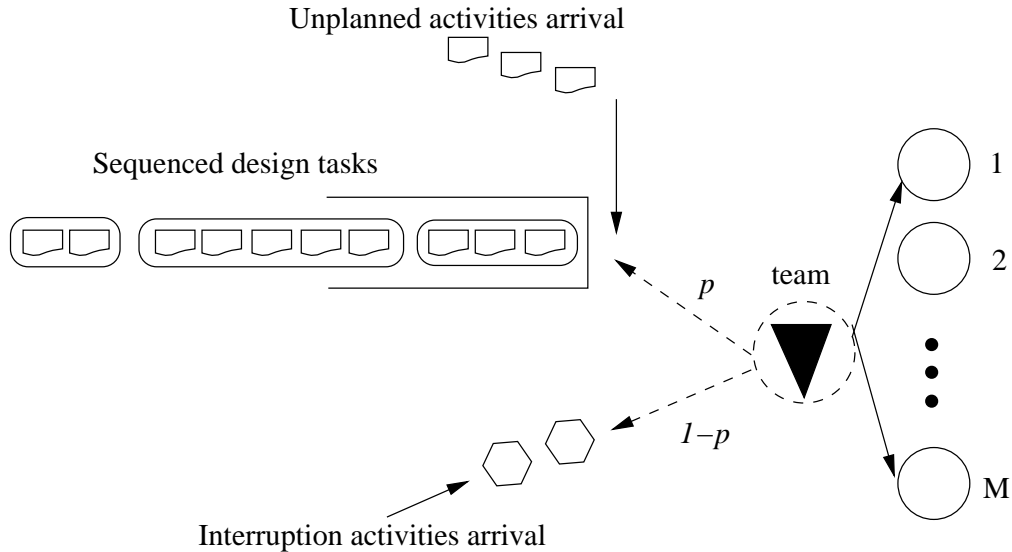 Unplanned activities arrival
Sequenced design tasks
1
2
team
p
1−p
M
Interruption activities arrival